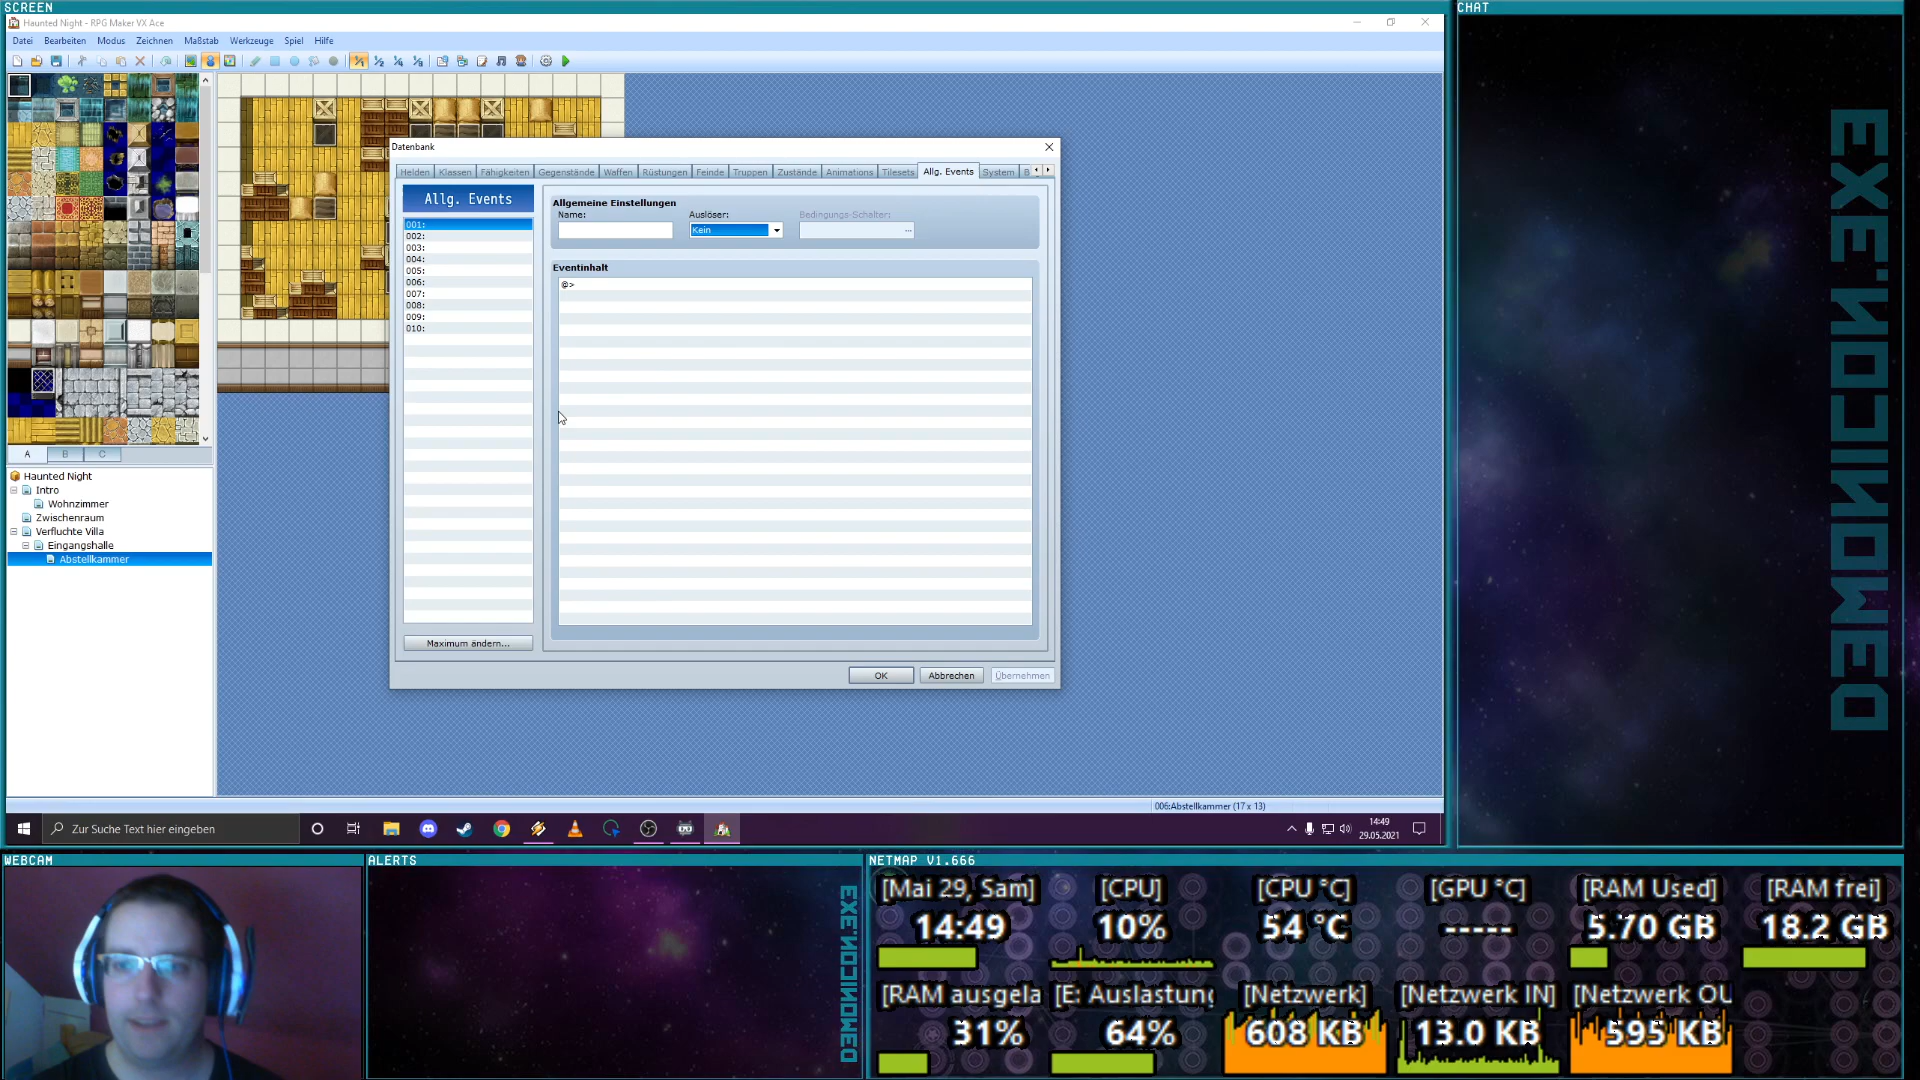 SCREEN
Haunted Night - RPG Maker VX Ace
Datei Bearbeiten Modus Zeichnen Maßstab Werkzeuge Spiel Hilfe
Datenbank
Helden Klassen Fähigkeiten Gegenstände Waffen Rüstungen Feinde Truppen Zustände Animations Tilesets Allg. Events System B
Allg. Events
001:
002:
003:
004:
005:
006:
007:
008:
009:
010:
Maximum ändern...
Allgemeine Einstellungen
Name: Auslöser: Bedingungs-Schalter:
Kein ...
Eventinhalt
@>
OK Abbrechen Übernehmen
A B C
Haunted Night
Intro
Wohnzimmer
Zwischenraum
Verfluchte Villa
Eingangshalle
Abstellkammer
006:Abstellkammer (17 x 13)
Zur Suche Text hier eingeben
14:49
29.05.2021
CHAT
WEBCAM
ALERTS
NETMAP V1.666
[Mai 29, Sam] [CPU] [CPU °C] [GPU °C] [RAM Used] [RAM frei]
14:49 10% 54 °C ----- 5.70 GB 18.2 GB
[RAM ausgela [E: Auslastung [Netzwerk] [Netzwerk IN] [Netzwerk OU
31% 64% 608 KB 13.0 KB 595 KB